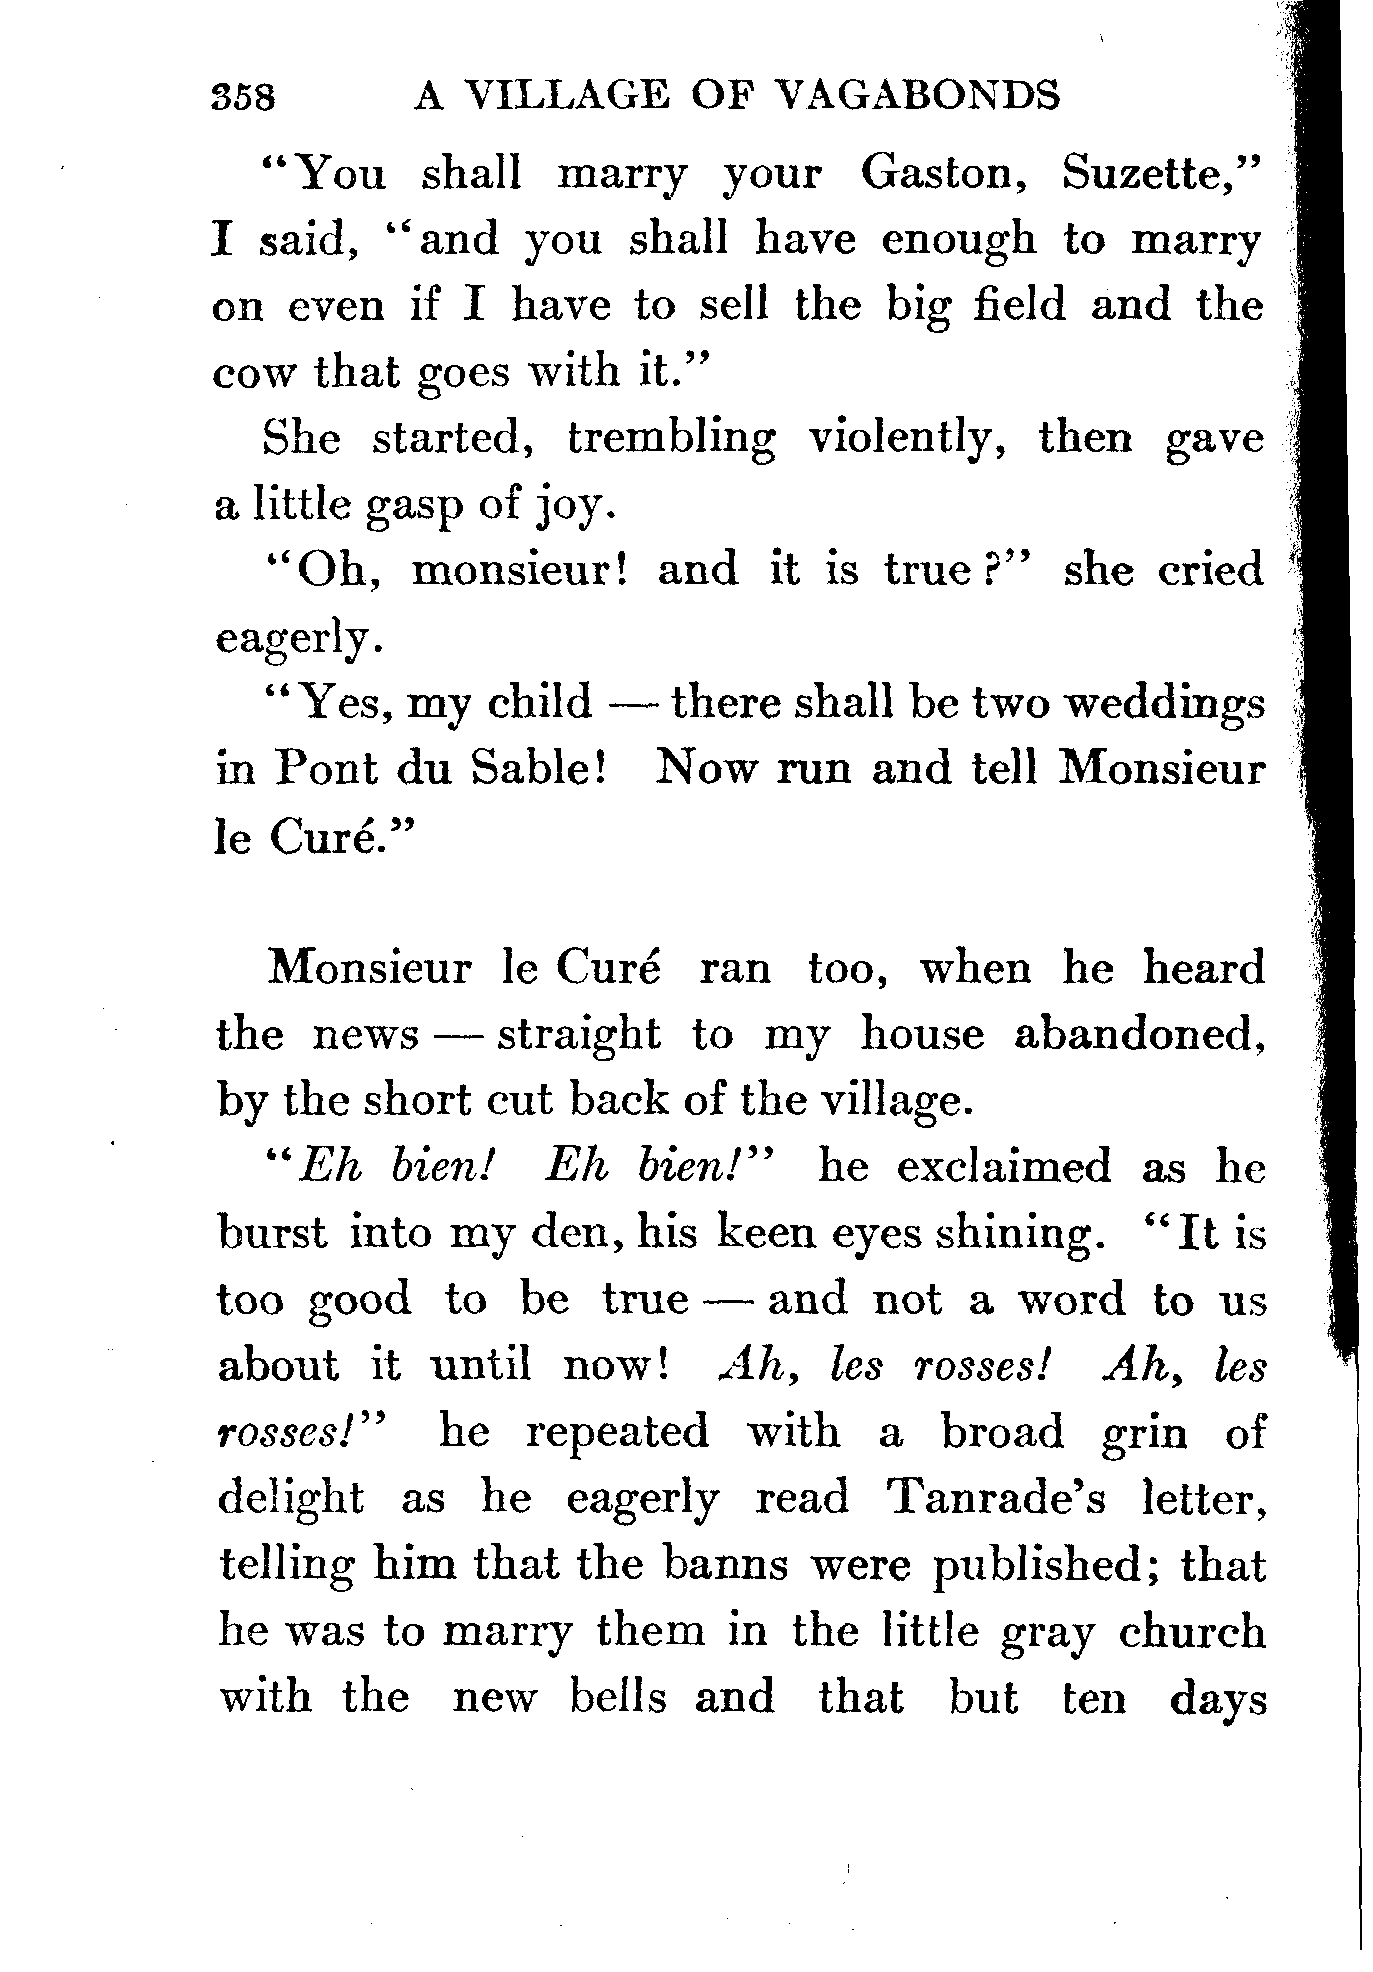 358 A VILLAGE OF VAGABONDS
“You shall marry your Gaston, Suzette,”
I said, “and you shall have enough to marry
on even if I have to sell the big field and the
cow that goes with it.”
She started, trembling violently, then gave
a little gasp of joy.
“Oh, monsieur! and it is true?” she cried
eagerly.
“Yes, my child — there shall be two weddings
in Pont du Sable! Now run and tell Monsieur
le Curé.”
Monsieur le Curé ran too, when he heard
the news — straight to my house abandoned,
by the short cut back of the village.
“Eh bien! Eh bien!” he exclaimed as he
burst into my den, his keen eyes shining. “It is
too good to be true — and not a word to us
about it until now! Ah, les rosses! Ah, les
rosses!” he repeated with a broad grin of
delight as he eagerly read Tanrade’s letter,
telling him that the banns were published; that
he was to marry them in the little gray church
with the new bells and that but ten days